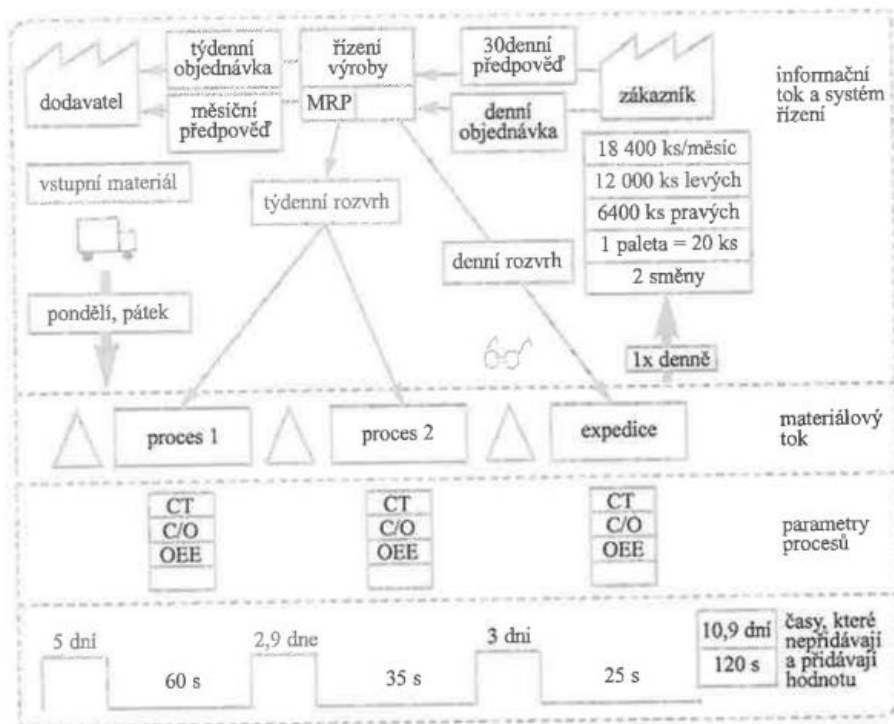 týdenní
objednávka
řízení
výroby
30denní
předpověď
informační
tok a systém
řízení
dodavatel
měsíční
předpověď
MRP
denní
objednávka
zákazník
18 400 ks/měsíc
12 000 ks levých
6400 ks pravých
1 paleta = 20 ks
2 směny
vstupní materiál
týdenní rozvrh
denní rozvrh
pondělí, pátek
1x denně
proces 1
proces 2
expedice
materiálový
tok
CT
C/O
OEE
CT
C/O
OEE
CT
C/O
OEE
parametry
procesů
5 dní
60 s
2,9 dne
35 s
3 dni
25 s
10,9 dní
120 s
časy, které
nepřidávají
a přidávají
hodnotu